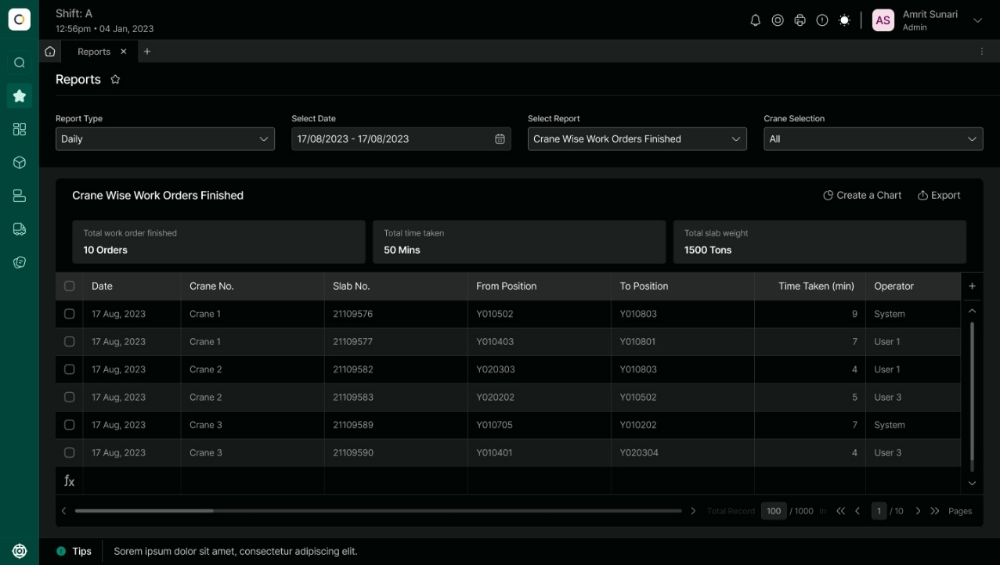 Shift: A
12:56pm • 04 Jan, 2023
AS
Amrit Sunari
Admin
Reports
Reports
Report Type
Daily
Select Date
17/08/2023 - 17/08/2023
Select Report
Crane Wise Work Orders Finished
Crane Selection
All
Crane Wise Work Orders Finished
Create a Chart
Export
Total work order finished
10 Orders
Total time taken
50 Mins
Total slab weight
1500 Tons
Date Crane No. Slab No. From Position To Position Time Taken (min) Operator
17 Aug, 2023 Crane 1 21109576 Y010502 Y010803 9 System
17 Aug, 2023 Crane 1 21109577 Y010403 Y010801 7 User 1
17 Aug, 2023 Crane 2 21109582 Y020303 Y010803 4 User 1
17 Aug, 2023 Crane 2 21109583 Y020202 Y010502 5 User 3
17 Aug, 2023 Crane 3 21109589 Y010705 Y010202 7 System
17 Aug, 2023 Crane 3 21109590 Y010401 Y020304 4 User 3
fx
Total Record 100 / 1000 In 1 / 10 Pages
Tips
Sorem ipsum dolor sit amet, consectetur adipiscing elit.